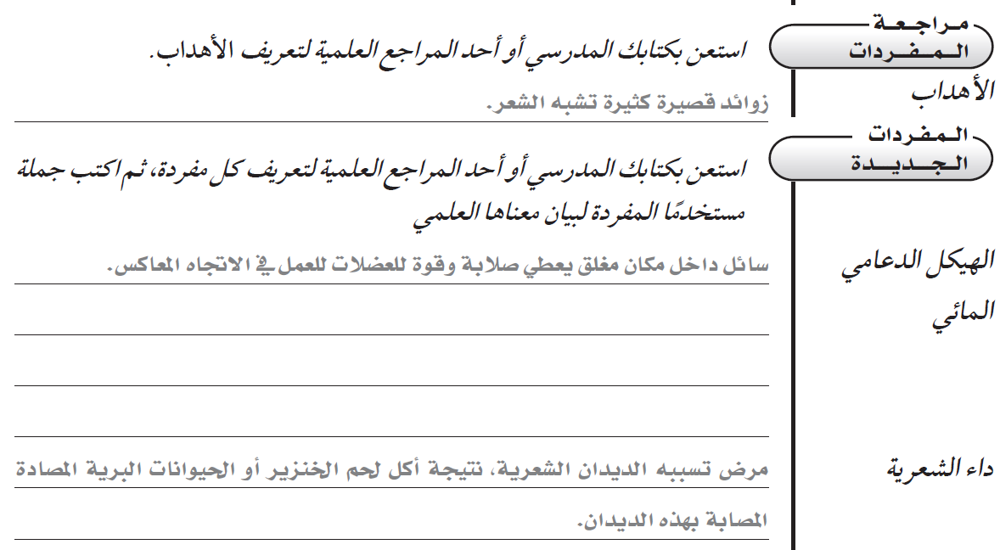 مراجعة
المفردات
استعن بكتابك المدرسي أو أحد المراجع العلمية لتعريف الأهداب.
الأهداب
زوائد قصيرة كثيرة تشبه الشعر.
المفردات
الجديدة
استعن بكتابك المدرسي أو أحد المراجع العلمية لتعريف كل مفردة، ثم اكتب جملة
مستخدمًا المفردة لبيان معناها العلمي
الهيكل الدعامي
المائي
سائل داخل مكان مغلق يعطي صلابة وقوة للعضلات للعمل في الاتجاه المعاكس.
داء الشعرية
مرض تسببه الديدان الشعرية، نتيجة أكل لحم الخنزير أو الحيوانات البرية المصادة
المصابة بهذه الديدان.